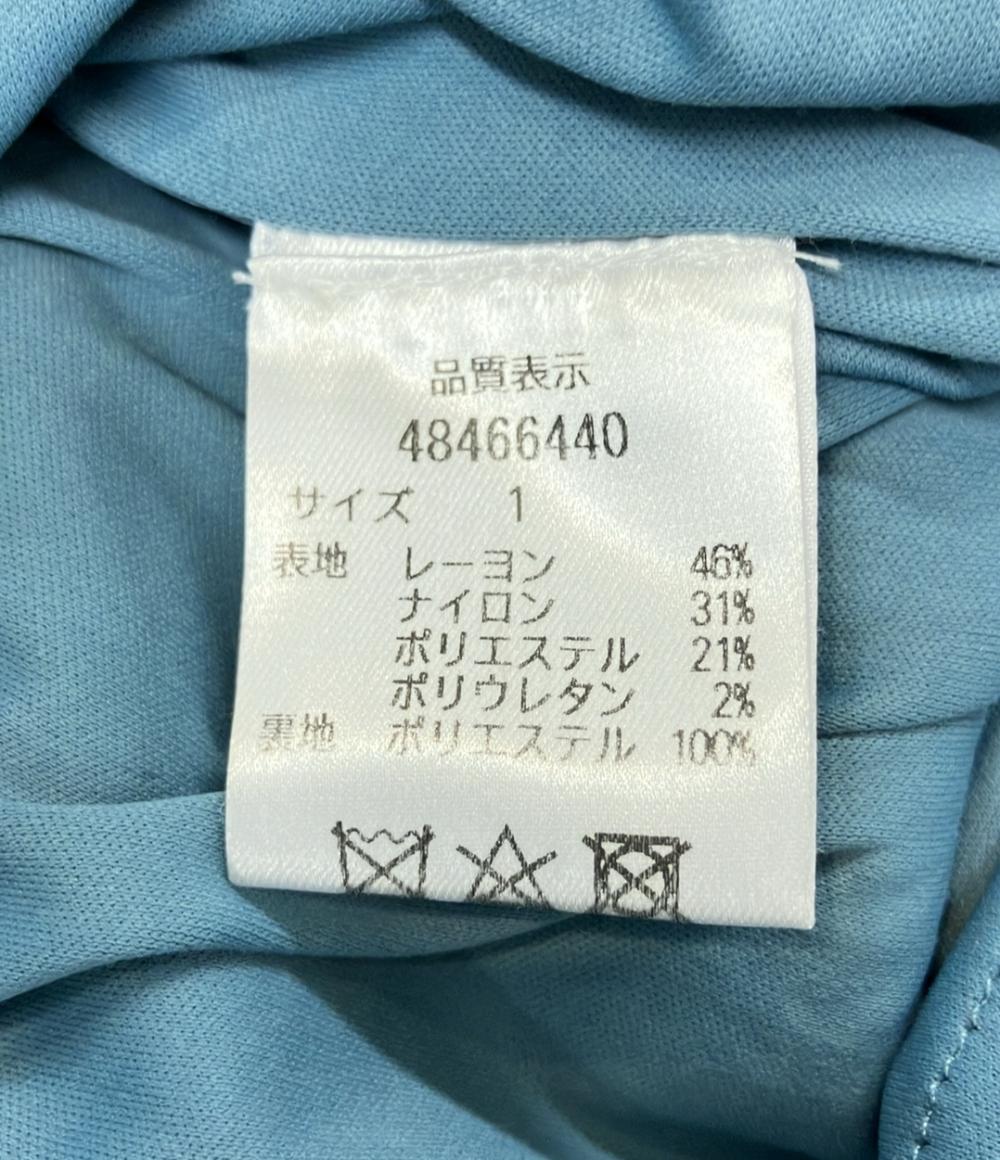 品質表示
48466440
サイズ 1
表地 レーヨン 46%
ナイロン 31%
ポリエステル 21%
ポリウレタン 2%
裏地 ポリエステル 100%